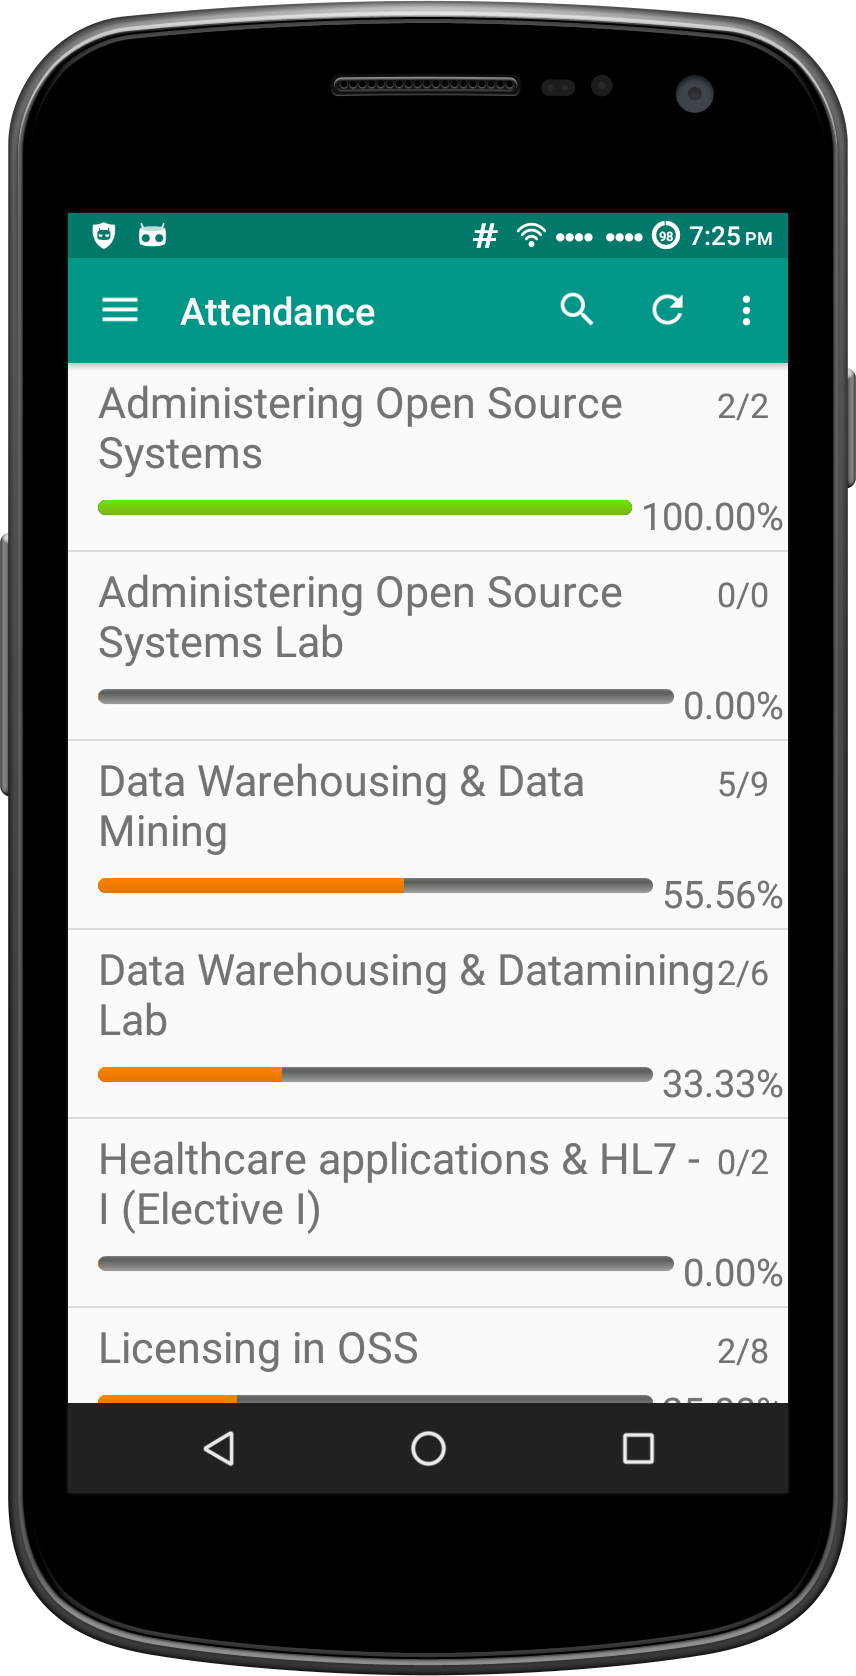 # 98 7:25 PM
Attendance
Administering Open Source 2/2
Systems
100.00%
Administering Open Source 0/0
Systems Lab
0.00%
Data Warehousing & Data 5/9
Mining
55.56%
Data Warehousing & Datamining 2/6
Lab
33.33%
Healthcare applications & HL7 - 0/2
I (Elective I)
0.00%
Licensing in OSS 2/8